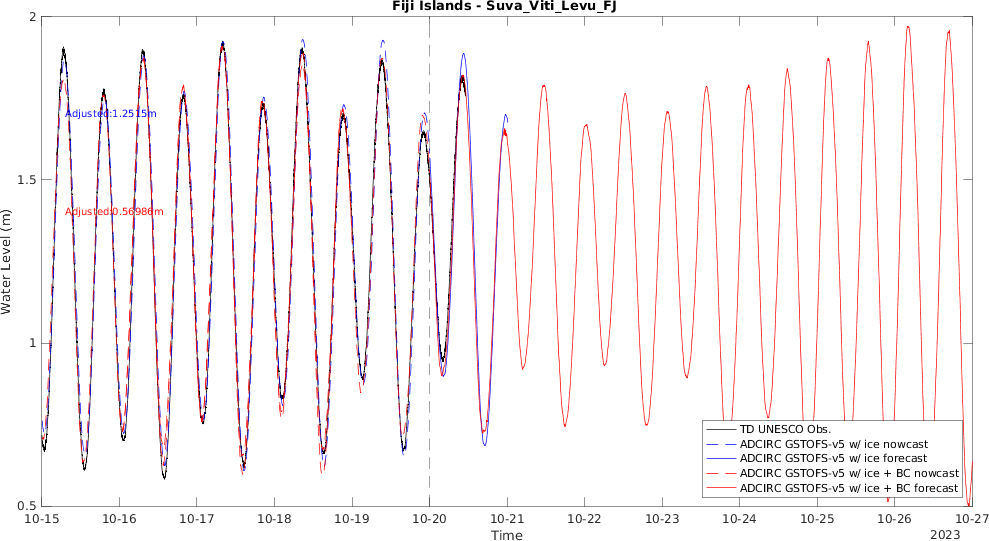 Fiji Islands - Suva_Viti_Levu_FJ
2
1.5
1
0.5
Water Level (m)
Adjusted:1.2515m
Adjusted:0.56986m
TD UNESCO Obs.
ADCIRC GSTOFS-v5 w/ ice nowcast
ADCIRC GSTOFS-v5 w/ ice forecast
ADCIRC GSTOFS-v5 w/ ice + BC nowcast
ADCIRC GSTOFS-v5 w/ ice + BC forecast
10-15 10-16 10-17 10-18 10-19 10-20 10-21 10-22 10-23 10-24 10-25 10-26 10-27
Time
2023